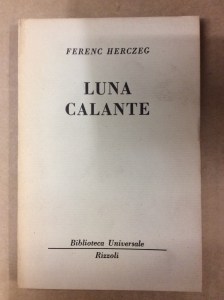 FERENC HERCZEG
LUNA
CALANTE
Biblioteca Universale
Rizzoli